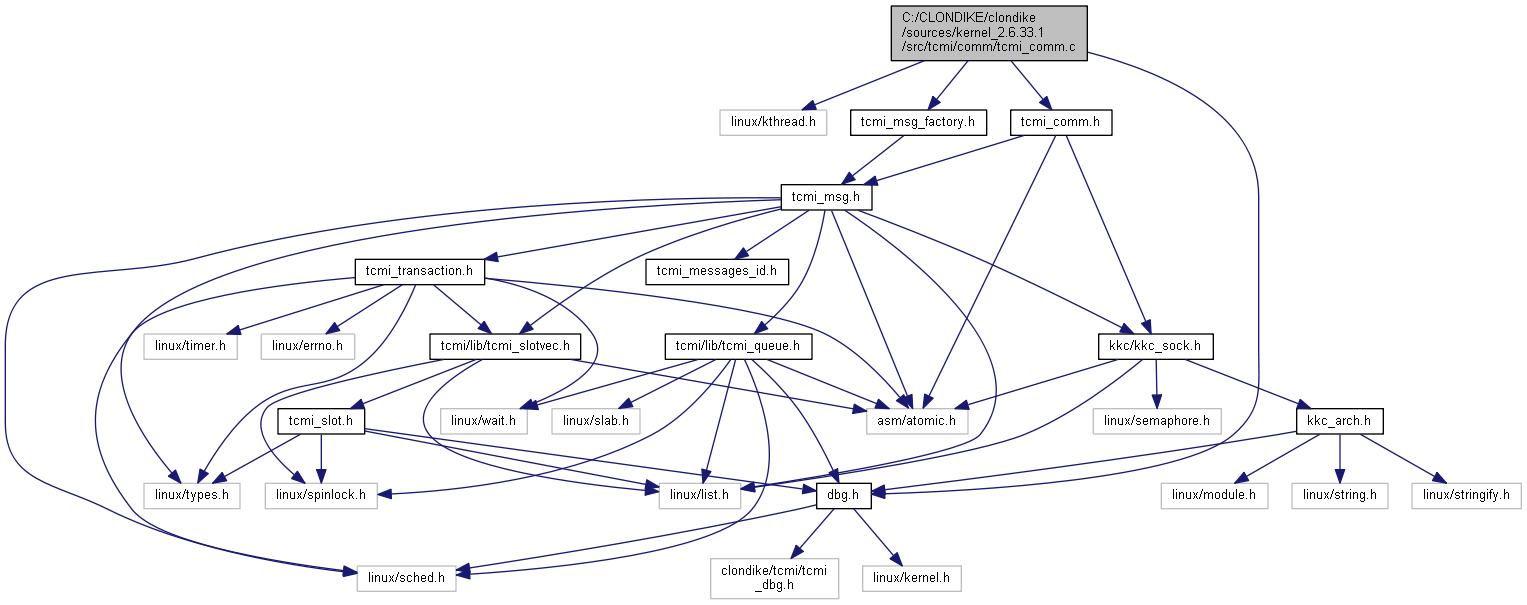 C:/CLONDIKE/clondike
/sources/kernel_2.6.33.1
/src/tcmi/comm/tcmi_comm.c
linux/kthread.h
tcmi_msg_factory.h
tcmi_comm.h
tcmi_msg.h
tcmi_transaction.h
tcmi_messages_id.h
linux/timer.h
linux/errno.h
tcmi/lib/tcmi_slotvec.h
tcmi/lib/tcmi_queue.h
kkc/kkc_sock.h
tcmi_slot.h
linux/wait.h
linux/slab.h
asm/atomic.h
linux/semaphore.h
kkc_arch.h
linux/types.h
linux/spinlock.h
linux/list.h
dbg.h
linux/module.h
linux/string.h
linux/stringify.h
linux/sched.h
clondike/tcmi/tcmi
_dbg.h
linux/kernel.h